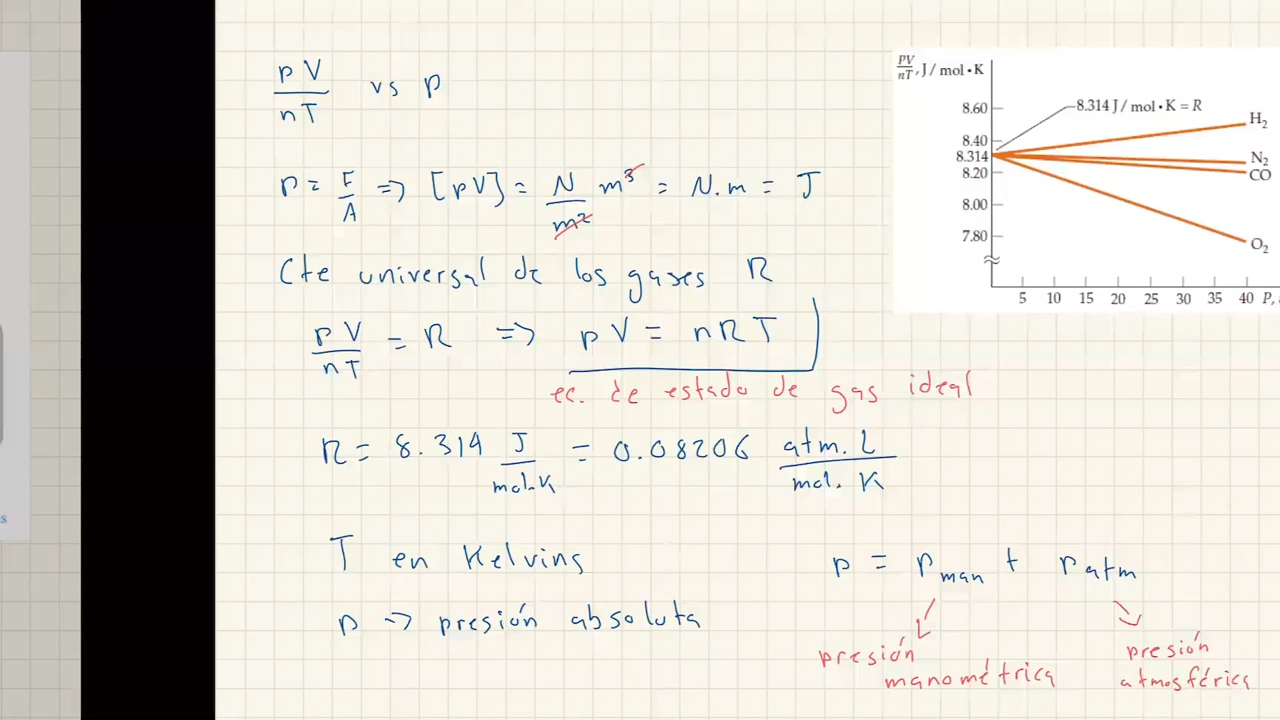 pV/nT vs p
p = F/A => [pV] = N/m² m³ = N.m = J
Cte universal de los gases R
pV/nT = R => pV = nRT
ec. de estado de gas ideal
R = 8.314 J/mol.K = 0.08206 atm.L/mol.K
T en Kelvins
p -> presión absoluta
p = pman + patm
presión manométrica
presión atmosférica
PV/nT, J/mol•K
8.60
8.40
8.314
8.20
8.00
7.80
8.314 J/mol•K = R
H₂
N₂
CO
O₂
5 10 15 20 25 30 35 40 P,
s